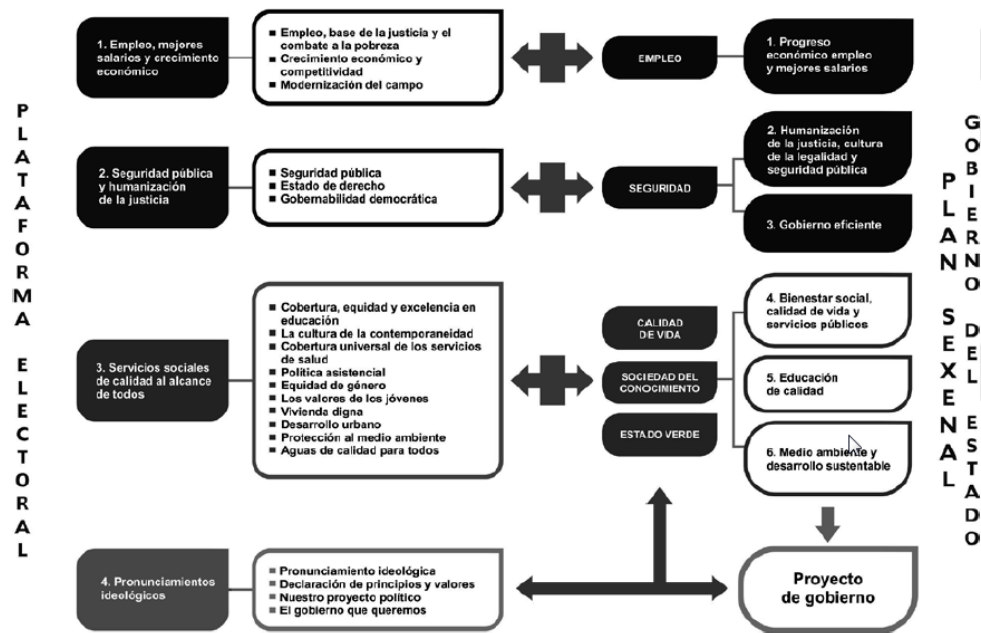 PLATAFORMA ELECTORAL
1. Empleo, mejores
salarios y crecimiento
económico
■ Empleo, base de la justicia y el
combate a la pobreza
■ Crecimiento económico y
competitividad
■ Modernización del campo
EMPLEO
1. Progreso
económico empleo
y mejores salarios
2. Seguridad pública
y humanización
de la justicia
■ Seguridad pública
■ Estado de derecho
■ Gobernabilidad democrática
SEGURIDAD
2. Humanización
de la justicia, cultura
de la legalidad y
seguridad pública
3. Gobierno eficiente
3. Servicios sociales
de calidad al alcance
de todos
■ Cobertura, equidad y excelencia en
educación
■ La cultura de la contemporaneidad
■ Cobertura universal de los servicios
de salud
■ Política asistencial
■ Equidad de género
■ Los valores de los jóvenes
■ Vivienda digna
■ Desarrollo urbano
■ Protección al medio ambiente
■ Aguas de calidad para todos
CALIDAD
DE VIDA
SOCIEDAD DEL
CONOCIMIENTO
ESTADO VERDE
4. Bienestar social,
calidad de vida y
servicios públicos
5. Educación
de calidad
6. Medio ambiente y
desarrollo sustentable
4. Pronunciamientos
ideológicos
■ Pronunciamiento ideológica
■ Declaración de principios y valores
■ Nuestro proyecto político
■ El gobierno que queremos
Proyecto
de gobierno
PLAN SEXENAL
GOBIERNO DEL ESTADO